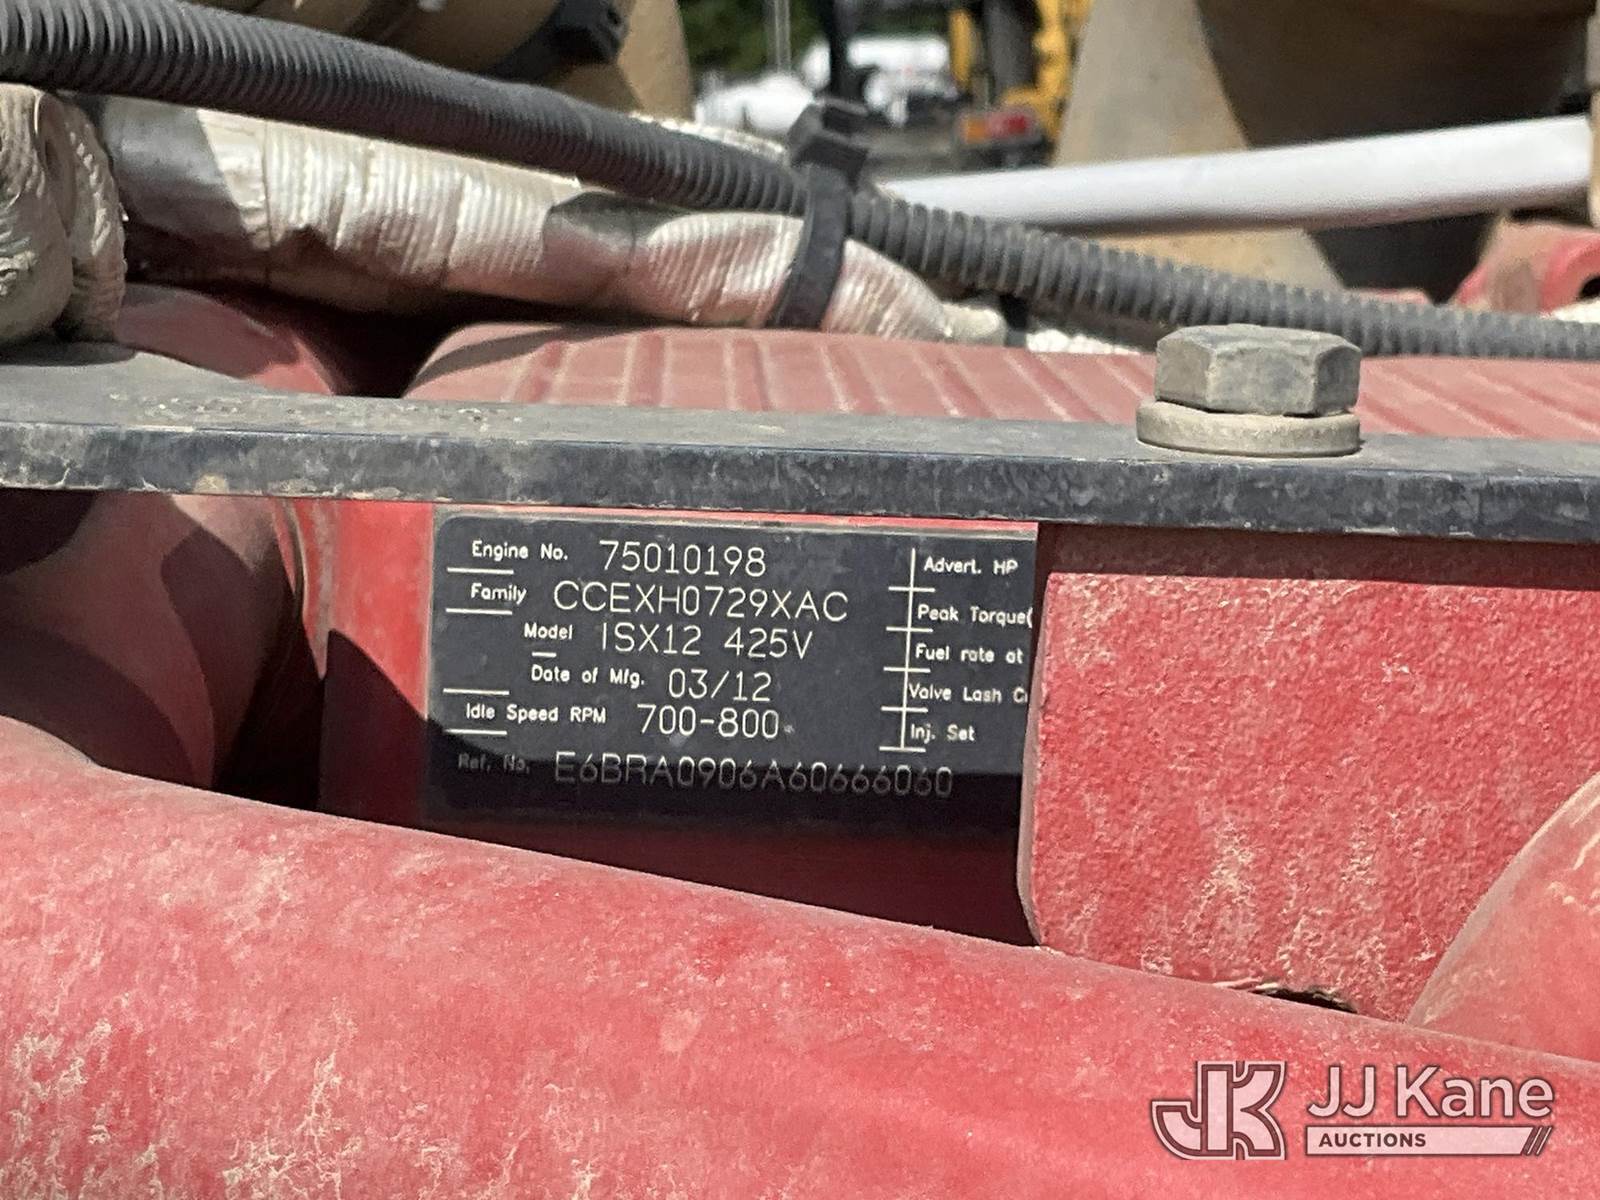 Engine No. 75010198
Family CCEXH0729XAC
Model ISX12 425V
Date of Mfg. 03/12
Idle Speed RPM 700-800
Ref. No. E6BRA0906A60666060
Advert. HP
Peak Torque(
Fuel rate at
Valve Lash
Inj. Set
JK JJ Kane
AUCTIONS